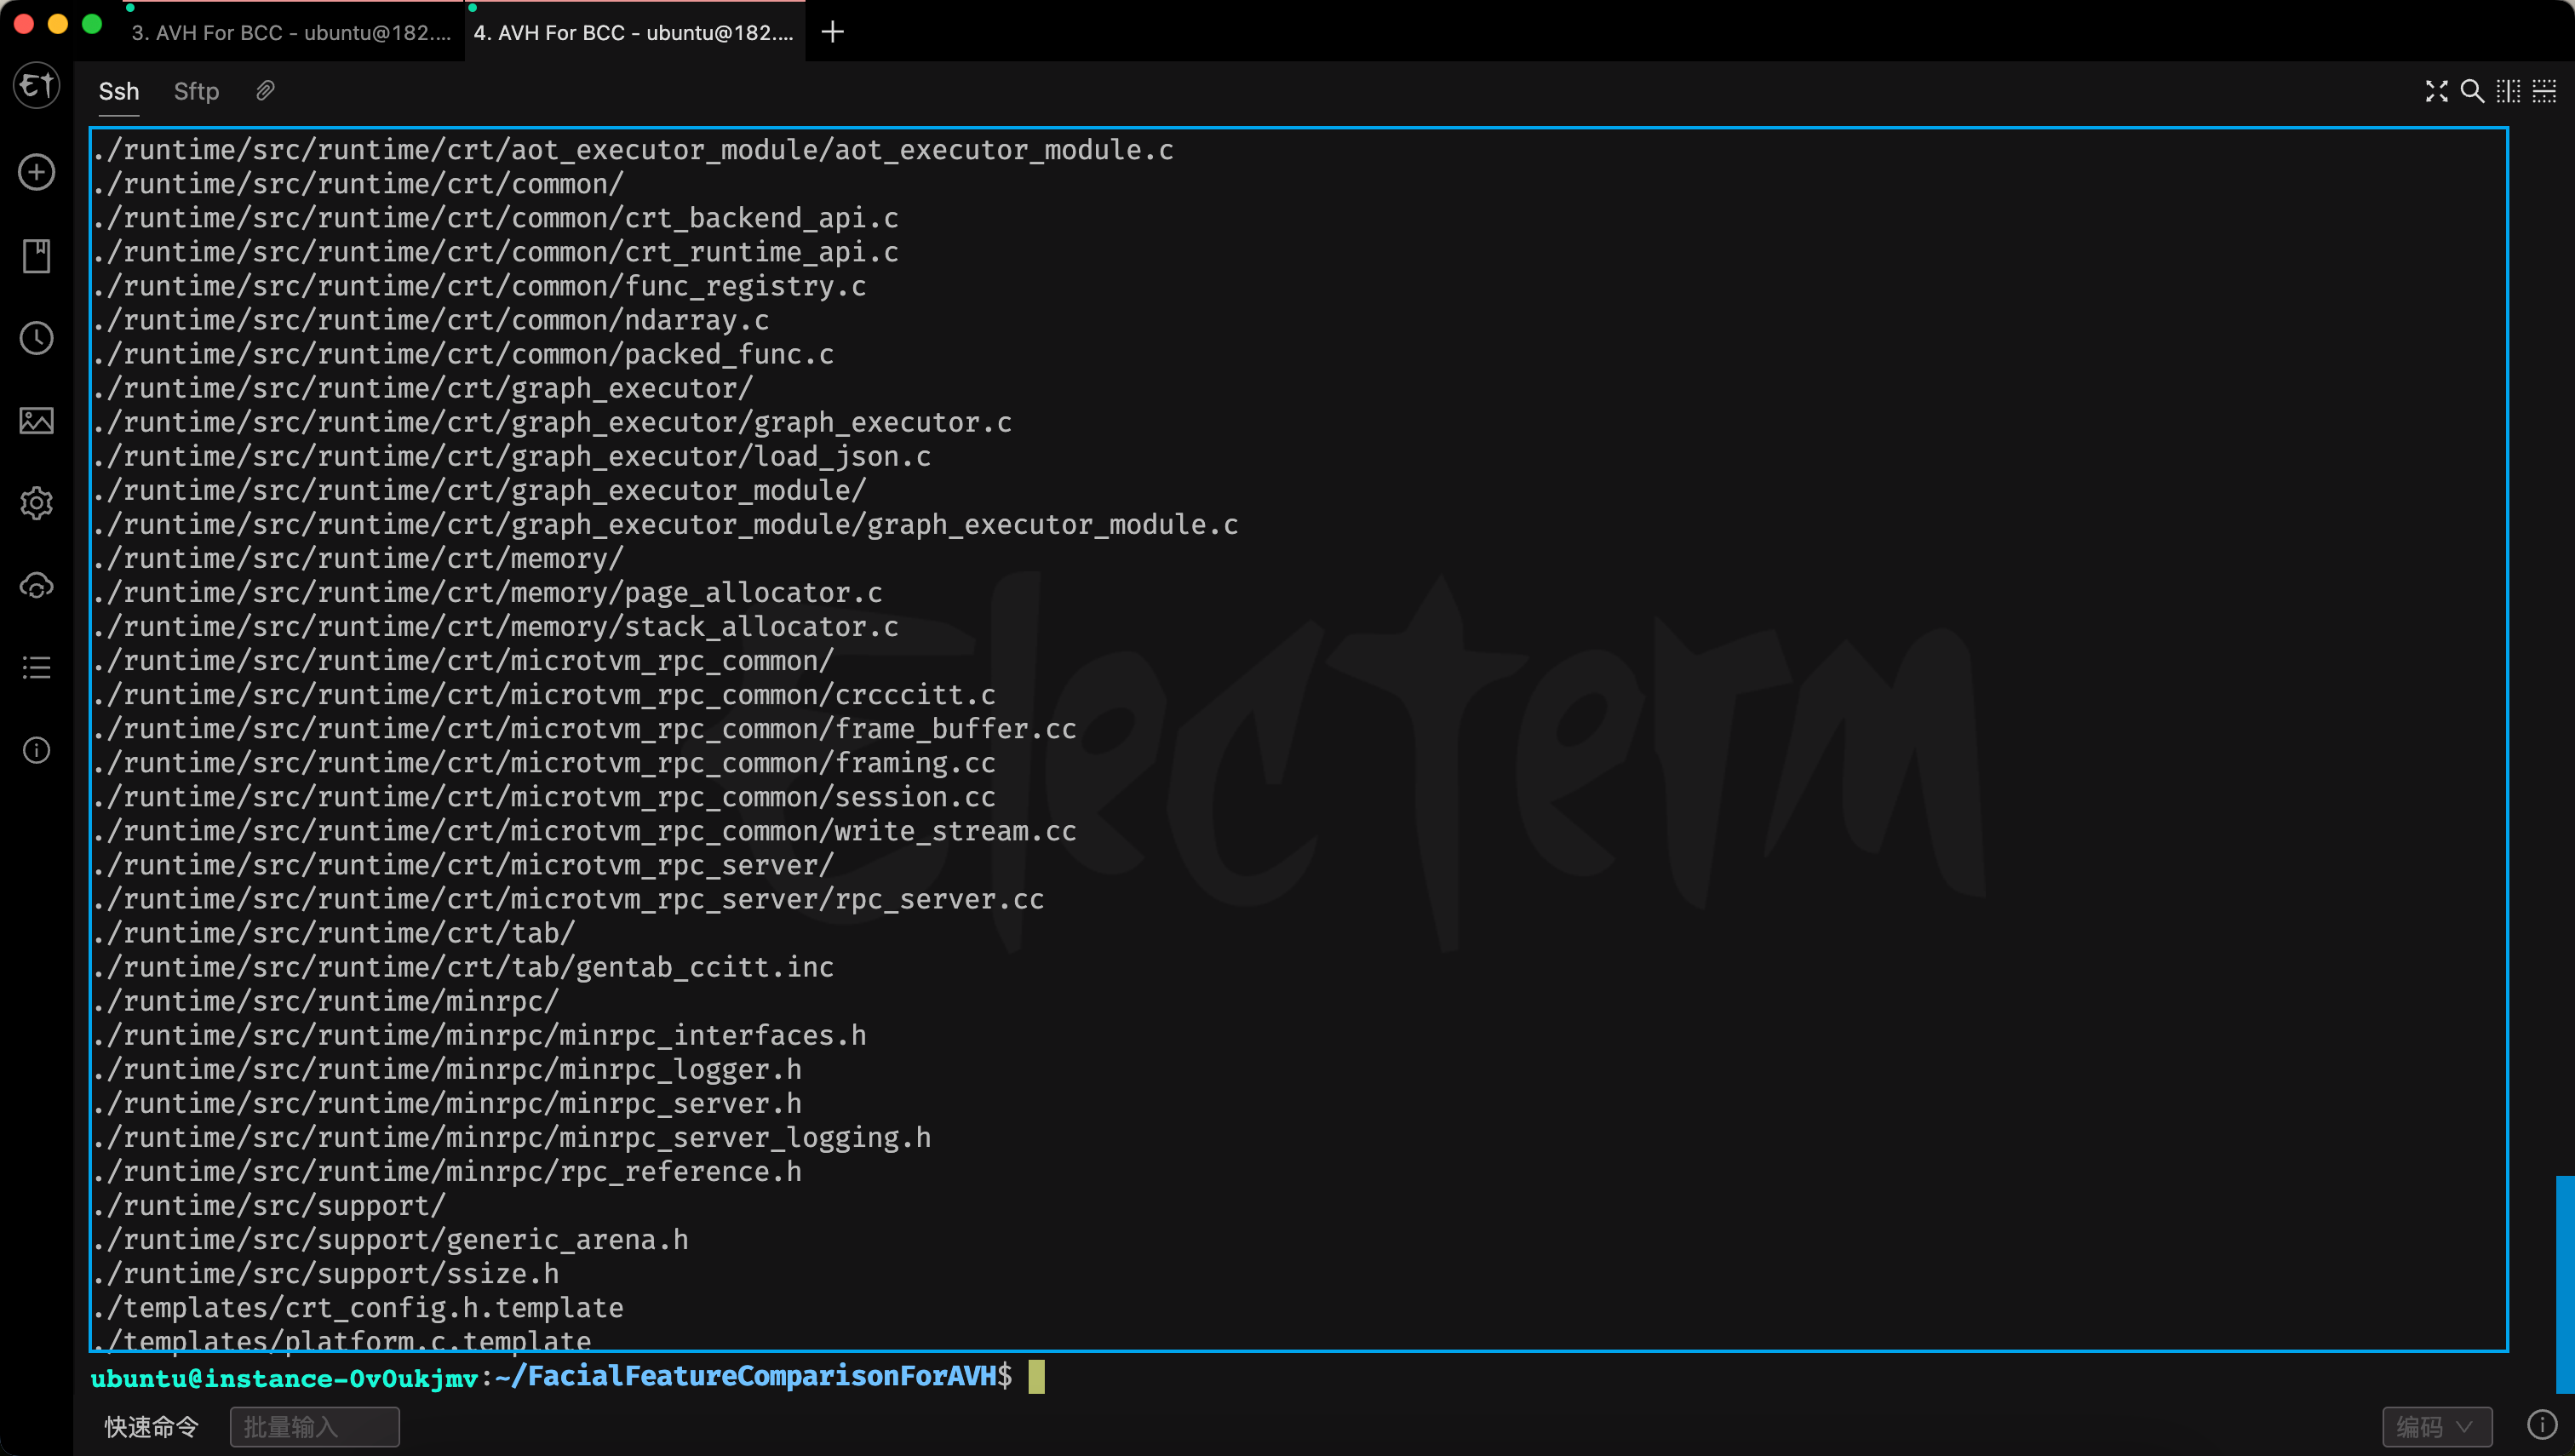 3. AVH For BCC - ubuntu@182....
4. AVH For BCC - ubuntu@182....
Ssh
Sftp
./runtime/src/runtime/crt/aot_executor_module/aot_executor_module.c
./runtime/src/runtime/crt/common/
./runtime/src/runtime/crt/common/crt_backend_api.c
./runtime/src/runtime/crt/common/crt_runtime_api.c
./runtime/src/runtime/crt/common/func_registry.c
./runtime/src/runtime/crt/common/ndarray.c
./runtime/src/runtime/crt/common/packed_func.c
./runtime/src/runtime/crt/graph_executor/
./runtime/src/runtime/crt/graph_executor/graph_executor.c
./runtime/src/runtime/crt/graph_executor/load_json.c
./runtime/src/runtime/crt/graph_executor_module/
./runtime/src/runtime/crt/graph_executor_module/graph_executor_module.c
./runtime/src/runtime/crt/memory/
./runtime/src/runtime/crt/memory/page_allocator.c
./runtime/src/runtime/crt/memory/stack_allocator.c
./runtime/src/runtime/crt/microtvm_rpc_common/
./runtime/src/runtime/crt/microtvm_rpc_common/crcccitt.c
./runtime/src/runtime/crt/microtvm_rpc_common/frame_buffer.cc
./runtime/src/runtime/crt/microtvm_rpc_common/framing.cc
./runtime/src/runtime/crt/microtvm_rpc_common/session.cc
./runtime/src/runtime/crt/microtvm_rpc_common/write_stream.cc
./runtime/src/runtime/crt/microtvm_rpc_server/
./runtime/src/runtime/crt/microtvm_rpc_server/rpc_server.cc
./runtime/src/runtime/crt/tab/
./runtime/src/runtime/crt/tab/gentab_ccitt.inc
./runtime/src/runtime/minrpc/
./runtime/src/runtime/minrpc/minrpc_interfaces.h
./runtime/src/runtime/minrpc/minrpc_logger.h
./runtime/src/runtime/minrpc/minrpc_server.h
./runtime/src/runtime/minrpc/minrpc_server_logging.h
./runtime/src/runtime/minrpc/rpc_reference.h
./runtime/src/support/
./runtime/src/support/generic_arena.h
./runtime/src/support/ssize.h
./templates/crt_config.h.template
./templates/platform.c.template
ubuntu@instance-0v0ukjmv:~/FacialFeatureComparisonForAVH$
Electerm
快速命令
批量输入
编码